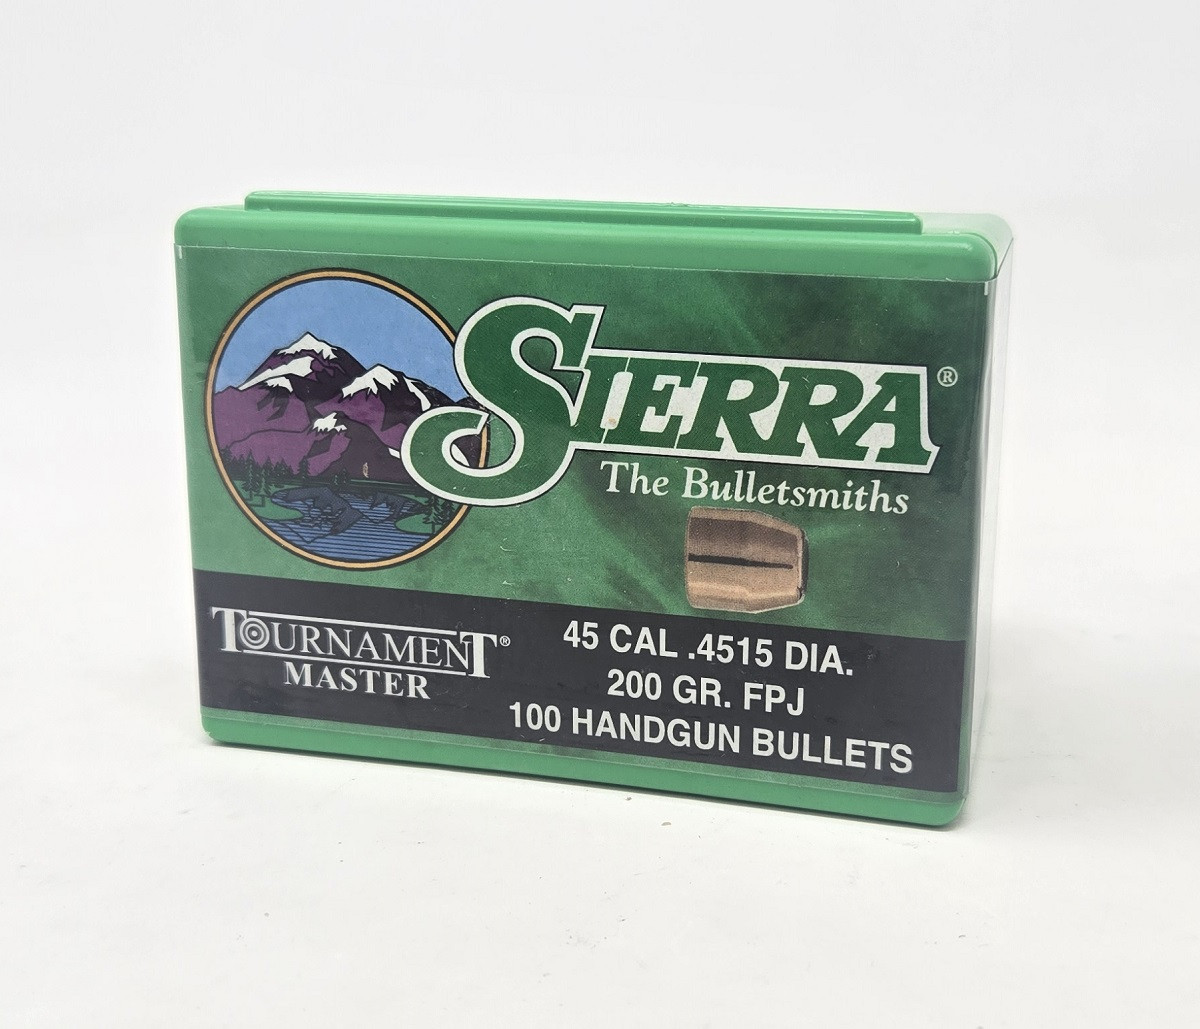 SIERRA®
The Bulletsmiths
TOURNAMENT®
MASTER
45 CAL .4515 DIA.
200 GR. FPJ
100 HANDGUN BULLETS